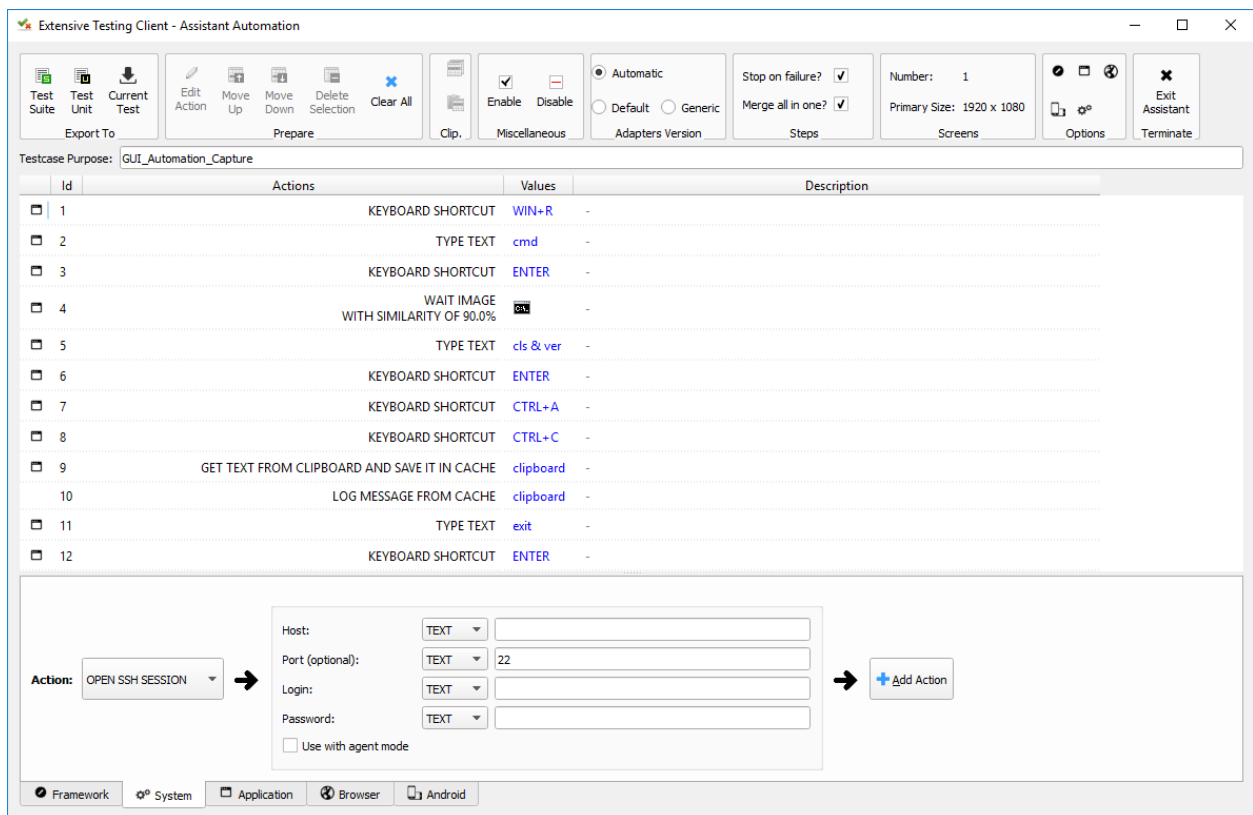 Extensive Testing Client - Assistant Automation
Test Suite
Test Unit
Current Test
Export To
Edit Action
Move Up
Move Down
Delete Selection
Clear All
Prepare
Clip.
Enable
Disable
Miscellaneous
Automatic
Default
Generic
Adapters Version
Stop on failure?
Merge all in one?
Steps
Number: 1
Primary Size: 1920 x 1080
Screens
Options
Exit Assistant
Terminate
Testcase Purpose: GUI_Automation_Capture
Id Actions Values Description
1 KEYBOARD SHORTCUT WIN+R -
2 TYPE TEXT cmd -
3 KEYBOARD SHORTCUT ENTER -
4 WAIT IMAGE
WITH SIMILARITY OF 90.0% C:\. -
5 TYPE TEXT cls & ver -
6 KEYBOARD SHORTCUT ENTER -
7 KEYBOARD SHORTCUT CTRL+A -
8 KEYBOARD SHORTCUT CTRL+C -
9 GET TEXT FROM CLIPBOARD AND SAVE IT IN CACHE clipboard -
10 LOG MESSAGE FROM CACHE clipboard -
11 TYPE TEXT exit -
12 KEYBOARD SHORTCUT ENTER -
Host: TEXT
Port (optional): TEXT 22
Action: OPEN SSH SESSION
Login: TEXT
Password: TEXT
Use with agent mode
Add Action
Framework
System
Application
Browser
Android